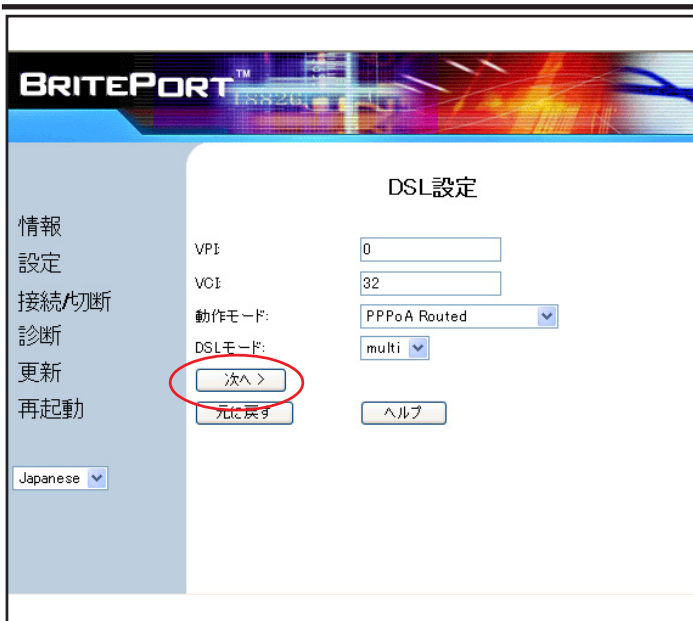 BRITEPORT™
DSL設定
情報
設定
接続/切断
診断
更新
再起動
Japanese
VPI:
0
VCI:
32
動作モード:
PPPoA Routed
DSLモード:
multi
次へ >
元に戻す
ヘルプ